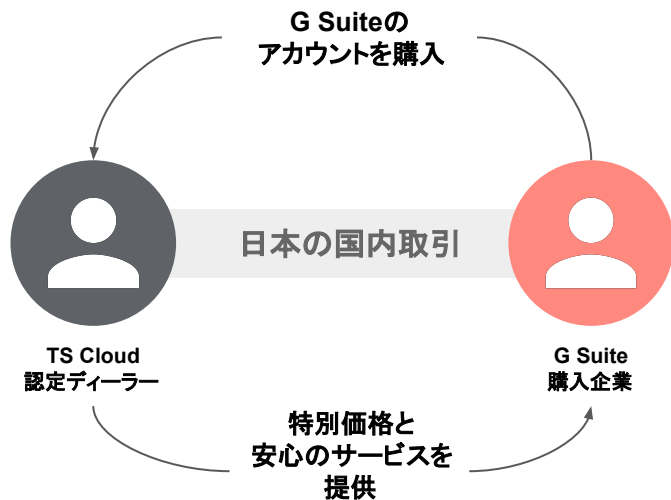 G Suiteの
アカウントを購入
日本の国内取引
TS Cloud
認定ディーラー
G Suite
購入企業
特別価格と
安心のサービスを
提供